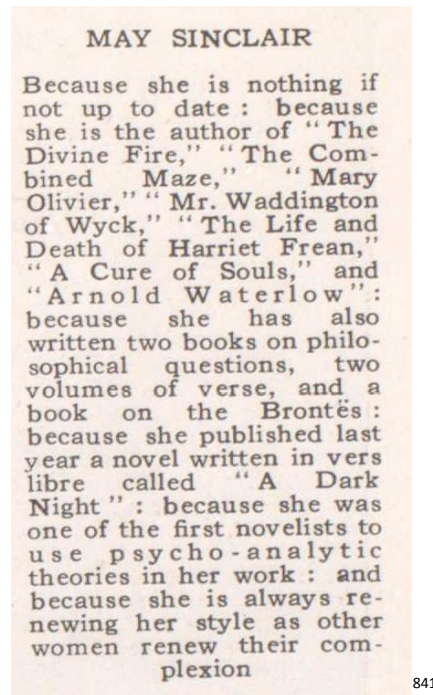 MAY SINCLAIR
Because she is nothing if
not up to date : because
she is the author of “ The
Divine Fire,” “ The Com-
bined Maze,” “ Mary
Olivier,” “ Mr. Waddington
of Wyck,” “ The Life and
Death of Harriet Frean,”
“ A Cure of Souls,” and
“ Arnold Waterlow ” :
because she has also
written two books on philo-
sophical questions, two
volumes of verse, and a
book on the Brontës :
because she published last
year a novel written in vers
libre called “ A Dark
Night ” : because she was
one of the first novelists to
use psycho-analytic
theories in her work : and
because she is always re-
newing her style as other
women renew their com-
plexion
841